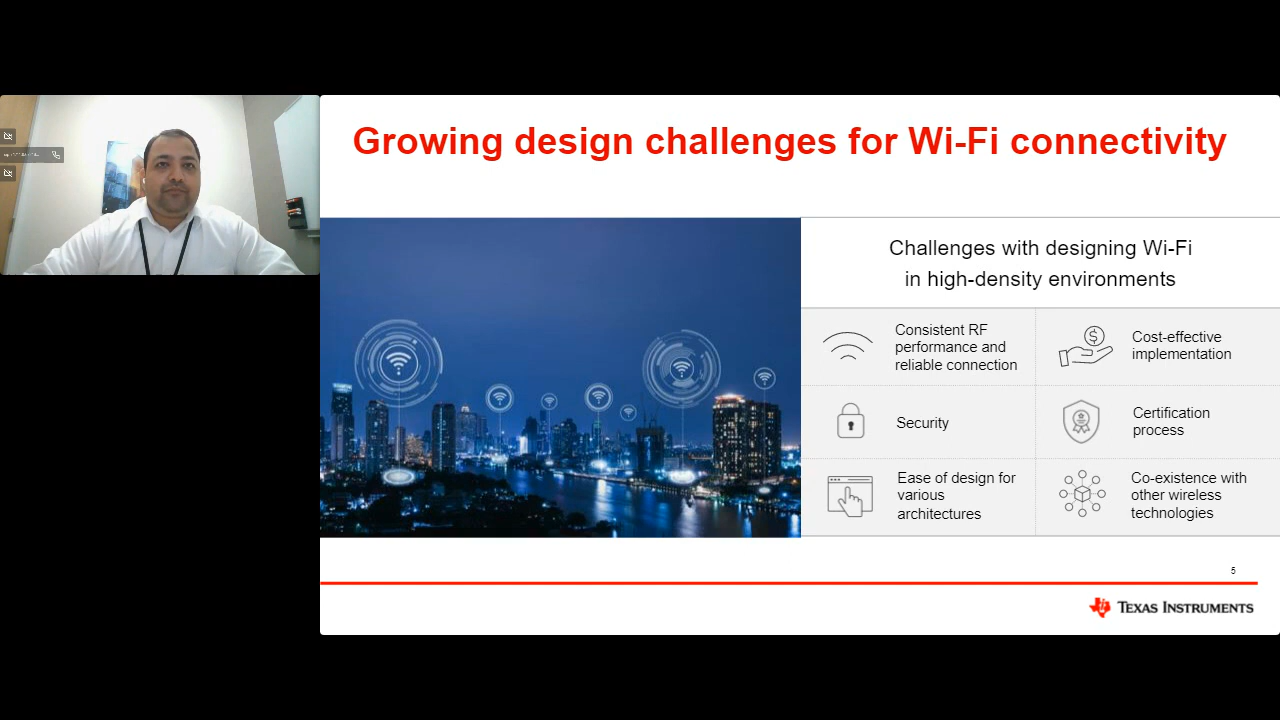 Growing design challenges for Wi-Fi connectivity
Challenges with designing Wi-Fi
in high-density environments
Consistent RF
performance and
reliable connection
Cost-effective
implementation
Security
Certification
process
Ease of design for
various
architectures
Co-existence with
other wireless
technologies
5
TEXAS INSTRUMENTS